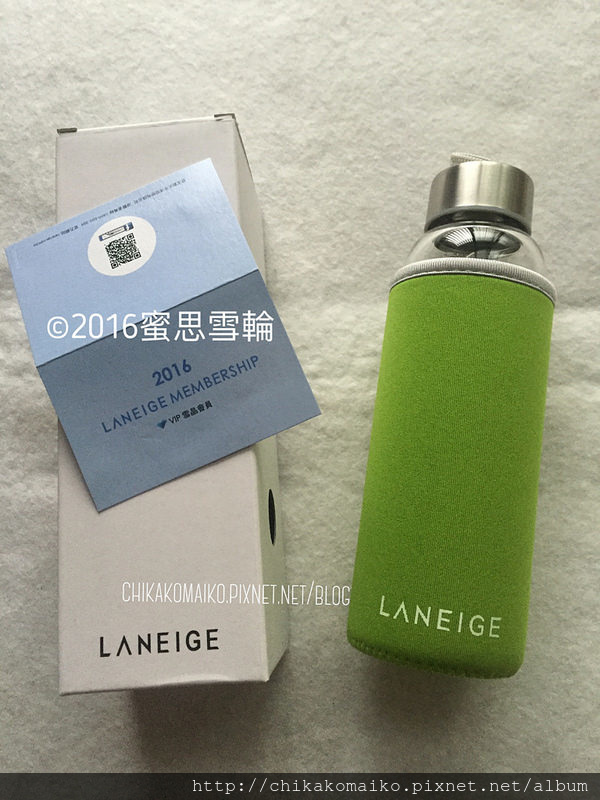 ©2016蜜思雪輪
2016
LANEIGE MEMBERSHIP
VIP 雪晶會員
CHIKAKOMAIKO.PIXNET.NET/BLOG
LANEIGE
LANEIGE
http://chikakomaiko.pixnet.net/album